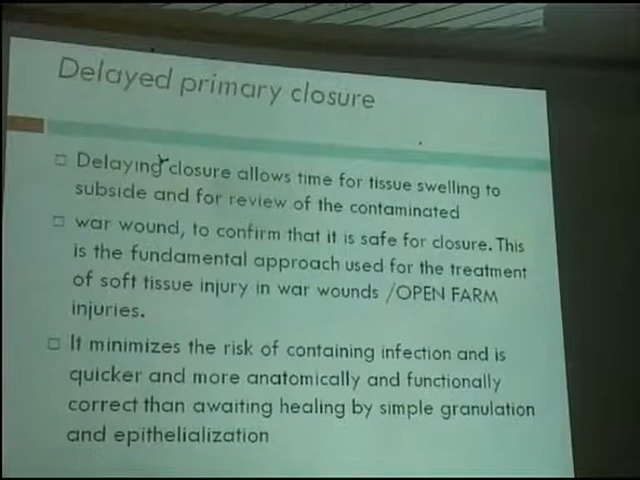 Delayed primary closure
□ Delaying closure allows time for tissue swelling to
subside and for review of the contaminated
□ war wound, to confirm that it is safe for closure. This
is the fundamental approach used for the treatment
of soft tissue injury in war wounds /OPEN FARM
injuries.
□ It minimizes the risk of containing infection and is
quicker and more anatomically and functionally
correct than awaiting healing by simple granulation
and epithelialization